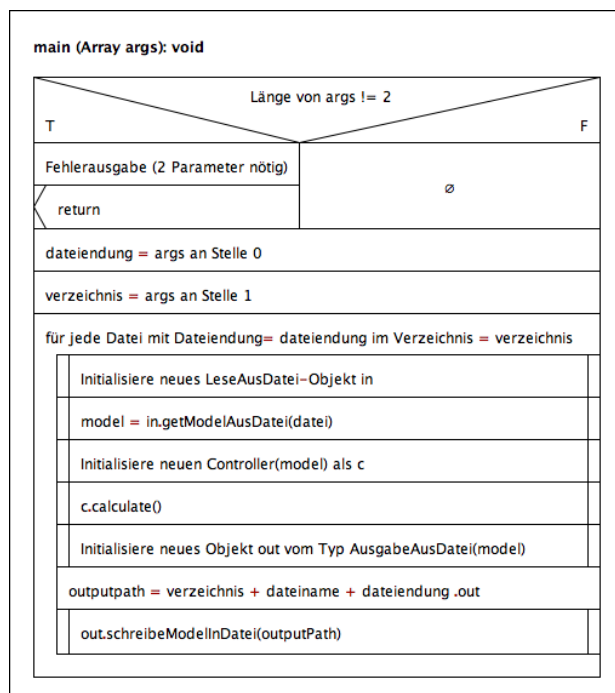 main (Array args): void
Länge von args != 2
T
F
Fehlerausgabe (2 Parameter nötig)
∅
return
dateiendung = args an Stelle 0
verzeichnis = args an Stelle 1
für jede Datei mit Dateiendung= dateiendung im Verzeichnis = verzeichnis
Initialisiere neues LeseAusDatei-Objekt in
model = in.getModelAusDatei(datei)
Initialisiere neuen Controller(model) als c
c.calculate()
Initialisiere neues Objekt out vom Typ AusgabeAusDatei(model)
outputpath = verzeichnis + dateiname + dateiendung .out
out.schreibeModelInDatei(outputPath)